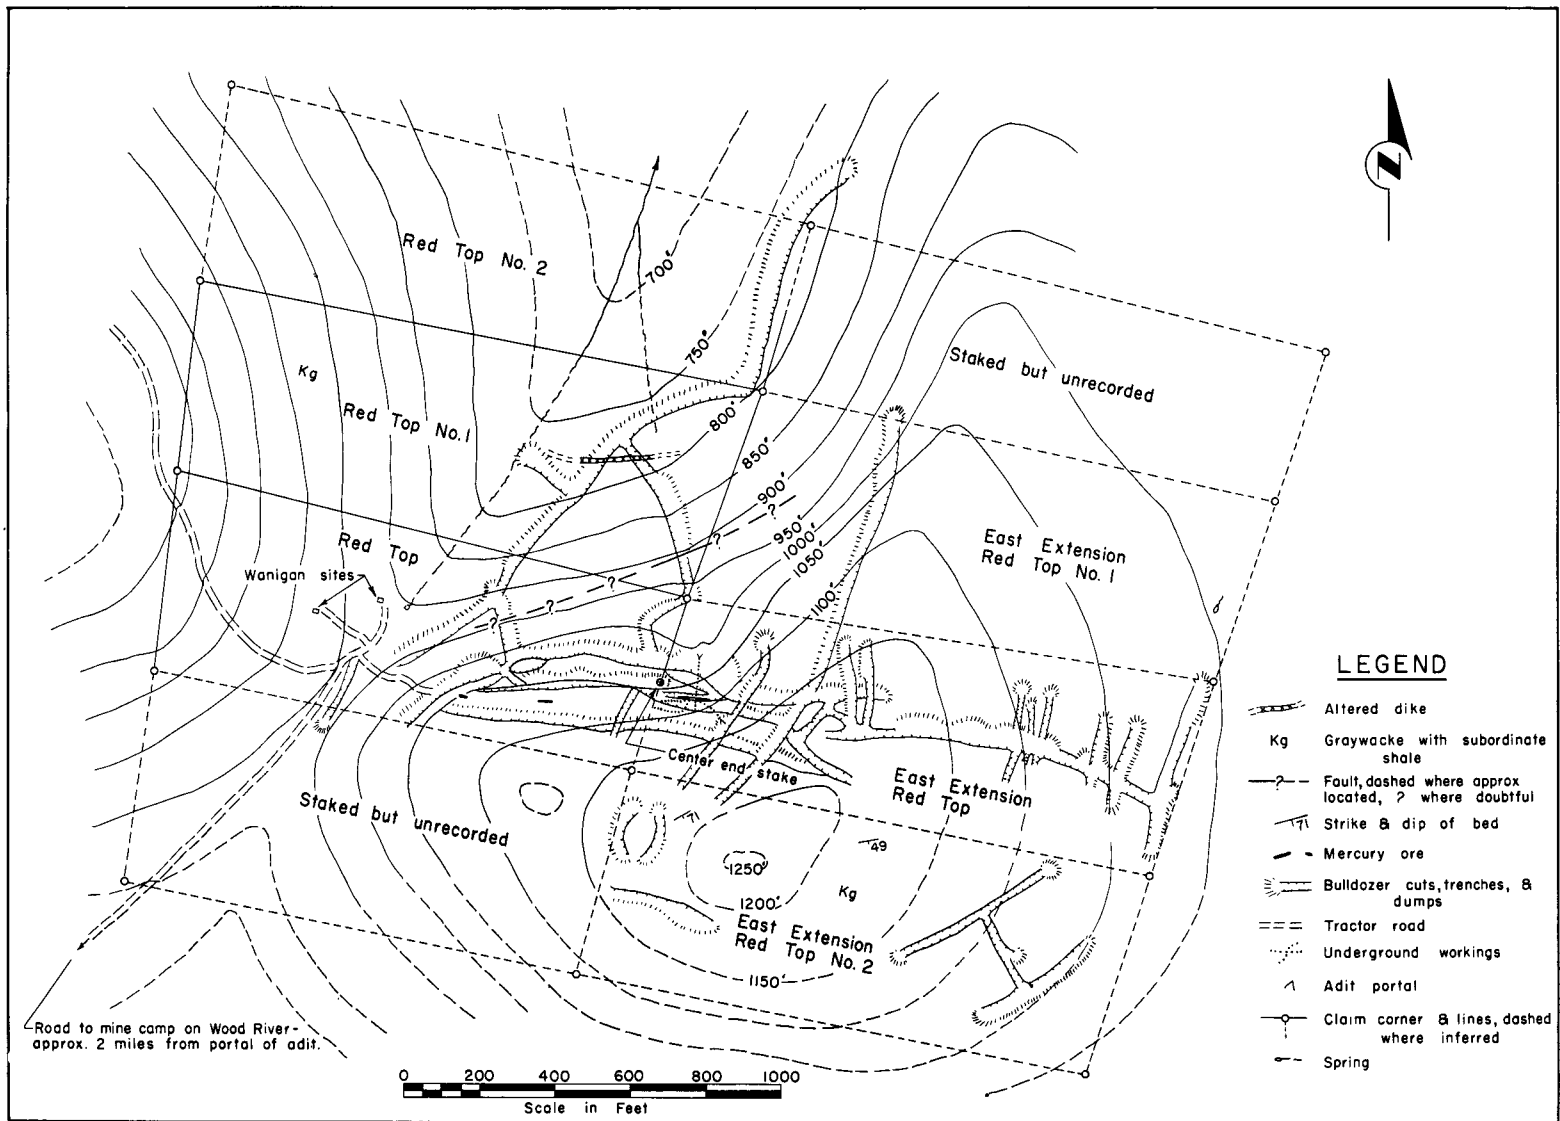 N
Red Top No. 2
700'
750'
Staked but unrecorded
Kg
Red Top No. 1
800'
850'
900'
950'
1000'
1050'
1100'
?
?
?
?
?
East Extension
Red Top No. 1
Red Top
Wanigan sites
Center end stake
East Extension
Red Top
Staked but unrecorded
71
49
1250'
1200'
Kg
East Extension
Red Top No. 2
1150'
Road to mine camp on Wood River-
approx. 2 miles from portal of adit.
0 200 400 600 800 1000
Scale in Feet
LEGEND
Altered dike
Kg Graywacke with subordinate
shale
? Fault, dashed where approx
located, ? where doubtful
71 Strike & dip of bed
Mercury ore
Bulldozer cuts, trenches, &
dumps
Tractor road
Underground workings
Adit portal
Claim corner & lines, dashed
where inferred
Spring